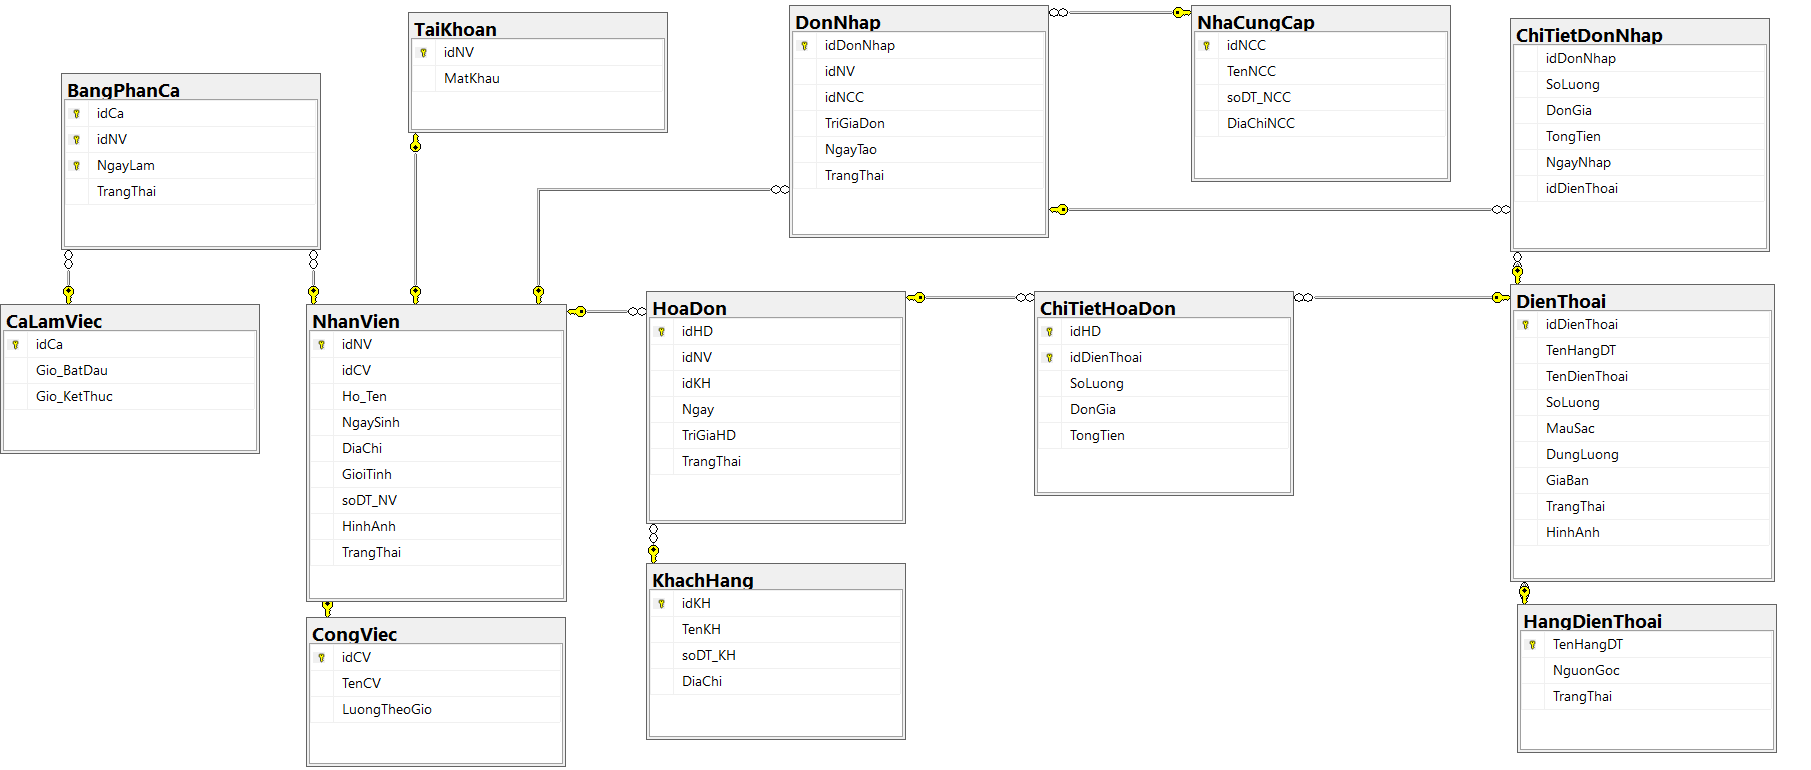 BangPhanCa
idCa
idNV
NgayLam
TrangThai
TaiKhoan
idNV
MatKhau
DonNhap
idDonNhap
idNV
idNCC
TriGiaDon
NgayTao
TrangThai
NhaCungCap
idNCC
TenNCC
soDT_NCC
DiaChiNCC
ChiTietDonNhap
idDonNhap
SoLuong
DonGia
TongTien
NgayNhap
idDienThoai
CaLamViec
idCa
Gio_BatDau
Gio_KetThuc
NhanVien
idNV
idCV
Ho_Ten
NgaySinh
DiaChi
GioiTinh
soDT_NV
HinhAnh
TrangThai
HoaDon
idHD
idNV
idKH
Ngay
TriGiaHD
TrangThai
ChiTietHoaDon
idHD
idDienThoai
SoLuong
DonGia
TongTien
DienThoai
idDienThoai
TenHangDT
TenDienThoai
SoLuong
MauSac
DungLuong
GiaBan
TrangThai
HinhAnh
CongViec
idCV
TenCV
LuongTheoGio
KhachHang
idKH
TenKH
soDT_KH
DiaChi
HangDienThoai
TenHangDT
NguonGoc
TrangThai